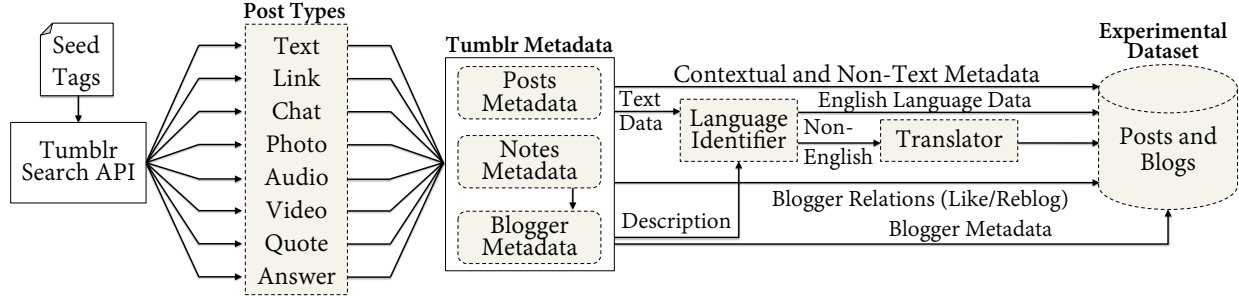 Seed
Tags
Tumblr
Search API
Post Types
Text
Link
Chat
Photo
Audio
Video
Quote
Answer
Tumblr Metadata
Posts
Metadata
Notes
Metadata
Blogger
Metadata
Contextual and Non-Text Metadata
Text
Data
Language
Identifier
English Language Data
Non-
English
Translator
Blogger Relations (Like/Reblog)
Description
Blogger Metadata
Experimental
Dataset
Posts and
Blogs